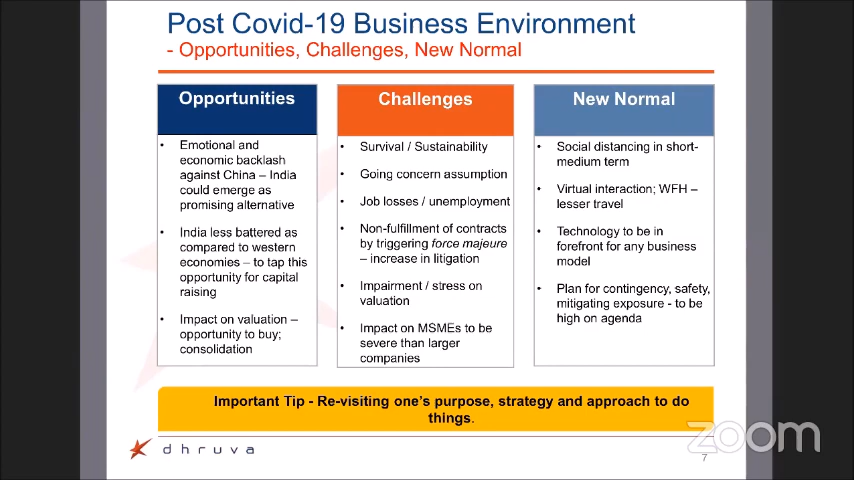 Post Covid-19 Business Environment
- Opportunities, Challenges, New Normal
Opportunities
• Emotional and
economic backlash
against China – India
could emerge as
promising alternative
• India less battered as
compared to western
economies – to tap this
opportunity for capital
raising
• Impact on valuation –
opportunity to buy;
consolidation
Challenges
• Survival / Sustainability
• Going concern assumption
• Job losses / unemployment
• Non-fulfillment of contracts
by triggering force majeure
– increase in litigation
• Impairment / stress on
valuation
• Impact on MSMEs to be
severe than larger
companies
New Normal
• Social distancing in short-
medium term
• Virtual interaction; WFH –
lesser travel
• Technology to be in
forefront for any business
model
• Plan for contingency, safety,
mitigating exposure - to be
high on agenda
Important Tip - Re-visiting one's purpose, strategy and approach to do
things.
dhruva
zoom
7